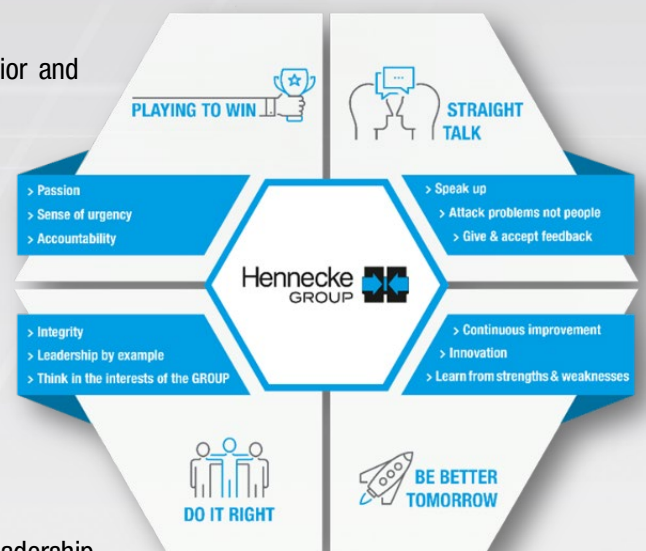 ior and
PLAYING TO WIN
STRAIGHT
TALK
> Passion
> Sense of urgency
> Accountability
> Speak up
> Attack problems not people
> Give & accept feedback
Hennecke
GROUP
> Integrity
> Leadership by example
> Think in the interests of the GROUP
> Continuous improvement
> Innovation
> Learn from strengths & weaknesses
DO IT RIGHT
BE BETTER
TOMORROW
eadership